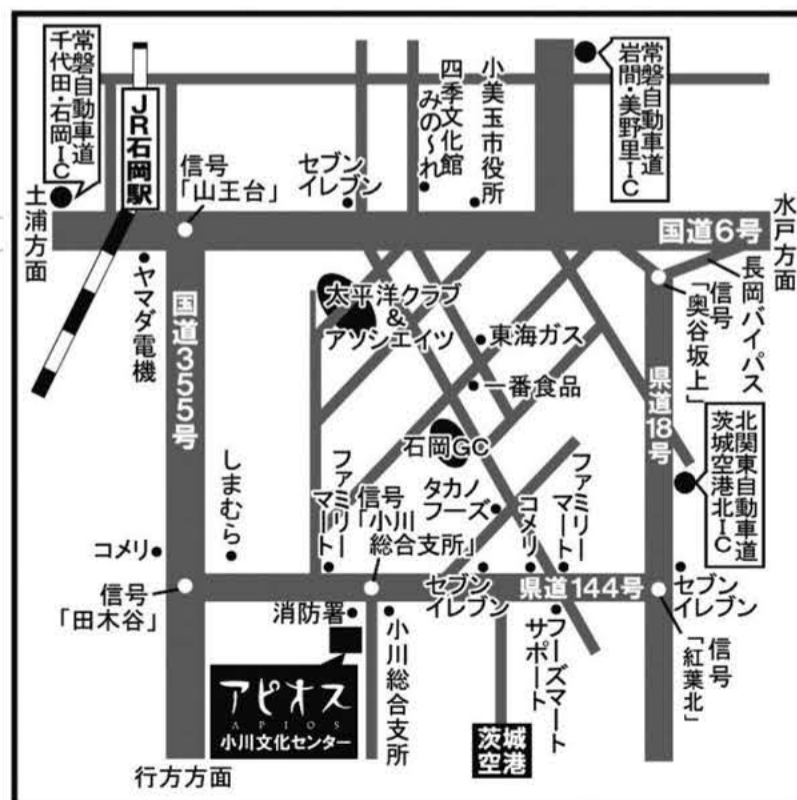 常磐自動車道
千代田・石岡IC
JR石岡駅
信号
「山王台」
セブン
イレブン
四季文化館
みの〜れ
小美玉市役所
常磐自動車道
岩間・美野里IC
土浦方面
国道6号
水戸方面
ヤマダ電機
国道355号
太平洋クラブ
&
アソシエイツ
東海ガス
一番食品
石岡GC
信号
「奥谷坂上」
長岡バイパス
県道18号
北関東自動車道
茨城空港北IC
しまむら
ファミリー
マート
信号
「小川
総合支所」
タカノ
フーズ
コメリ
ファミリー
マート
コメリ
信号
「田木谷」
セブン
イレブン
県道144号
セブン
イレブン
消防署
小川総合支所
フーズマート
サポート
信号
「紅葉北」
アピオス
APIOS
小川文化センター
茨城
空港
行方方面